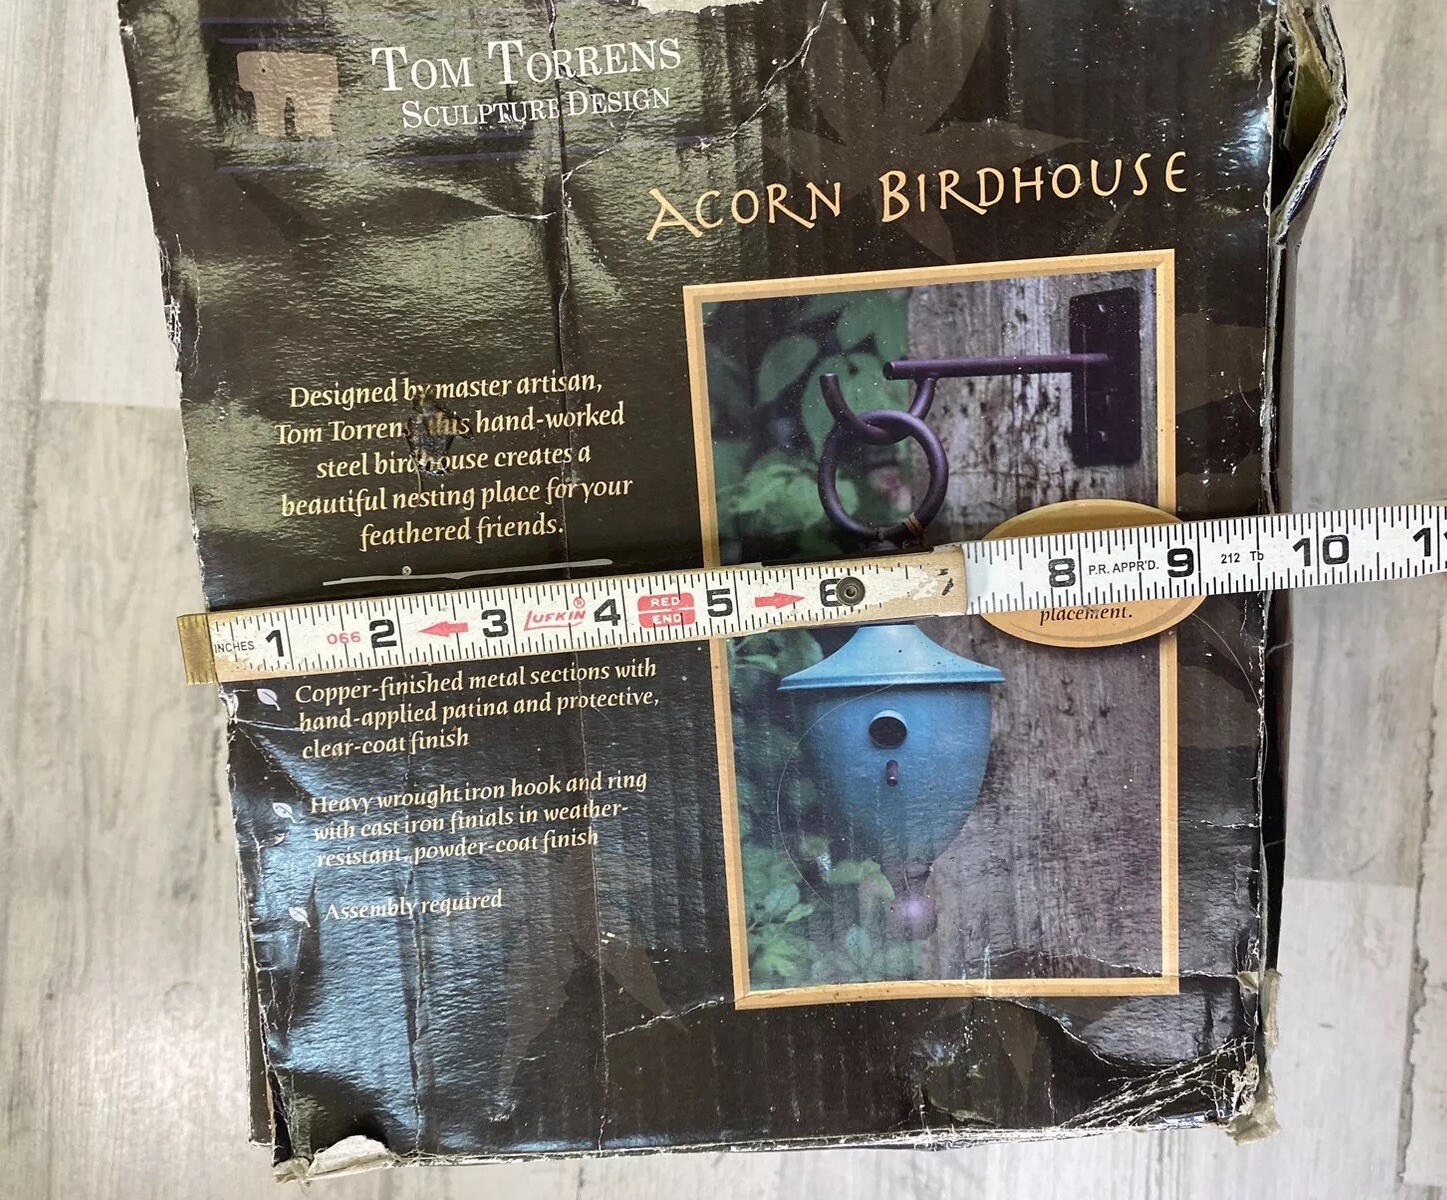 TOM TORRENS
SCULPTURE DESIGN
ACORN BIRDHOUSE
Designed by master artisan,
Tom Torrens this hand-worked
steel birdhouse creates a
beautiful nesting place for your
feathered friends.
INCHES 1 066 2 3 LUFKIN® 4 RED END 5 6 8 P.R. APPR'D. 9 212 Tb 10
placement.
Copper-finished metal sections with
hand-applied patina and protective,
clear-coat finish
Heavy wrought iron hook and ring
with cast iron finials in weather-
resistant, powder-coat finish
Assembly required